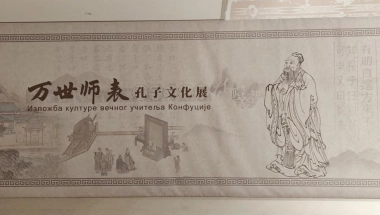 万世师表 孔子文化展
Изложба културе вечног учитеља Конфуције